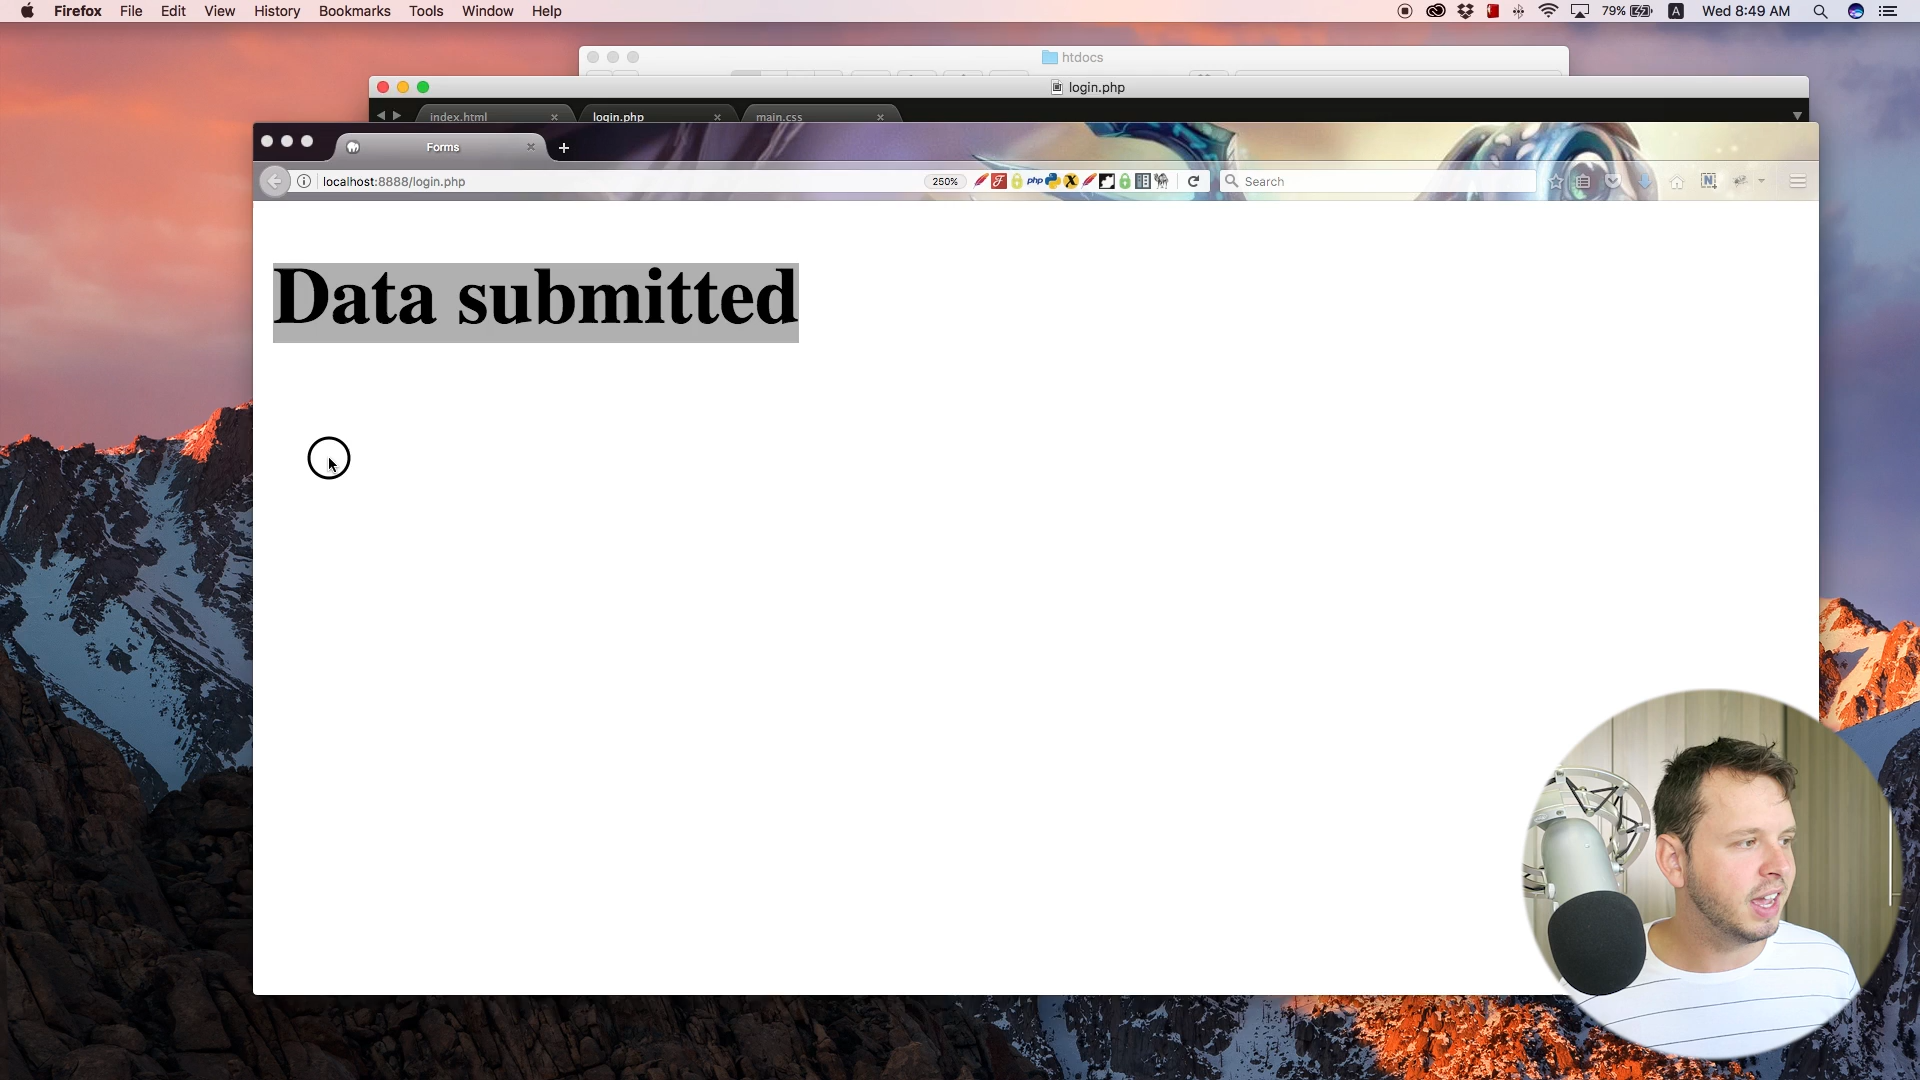 Firefox File Edit View History Bookmarks Tools Window Help 79% A Wed 8:49 AM
htdocs
login.php
index.html login.php main.css
Forms
localhost:8888/login.php 250% php Search N
Data submitted